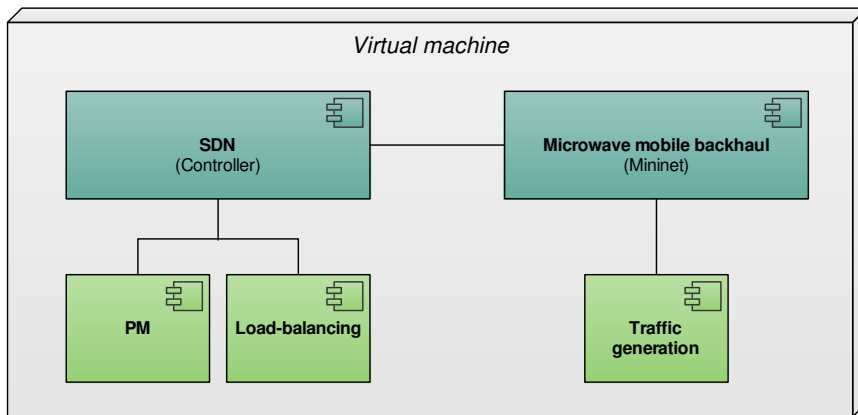 Virtual machine
SDN
(Controller)
Microwave mobile backhaul
(Mininet)
PM
Load-balancing
Traffic
generation